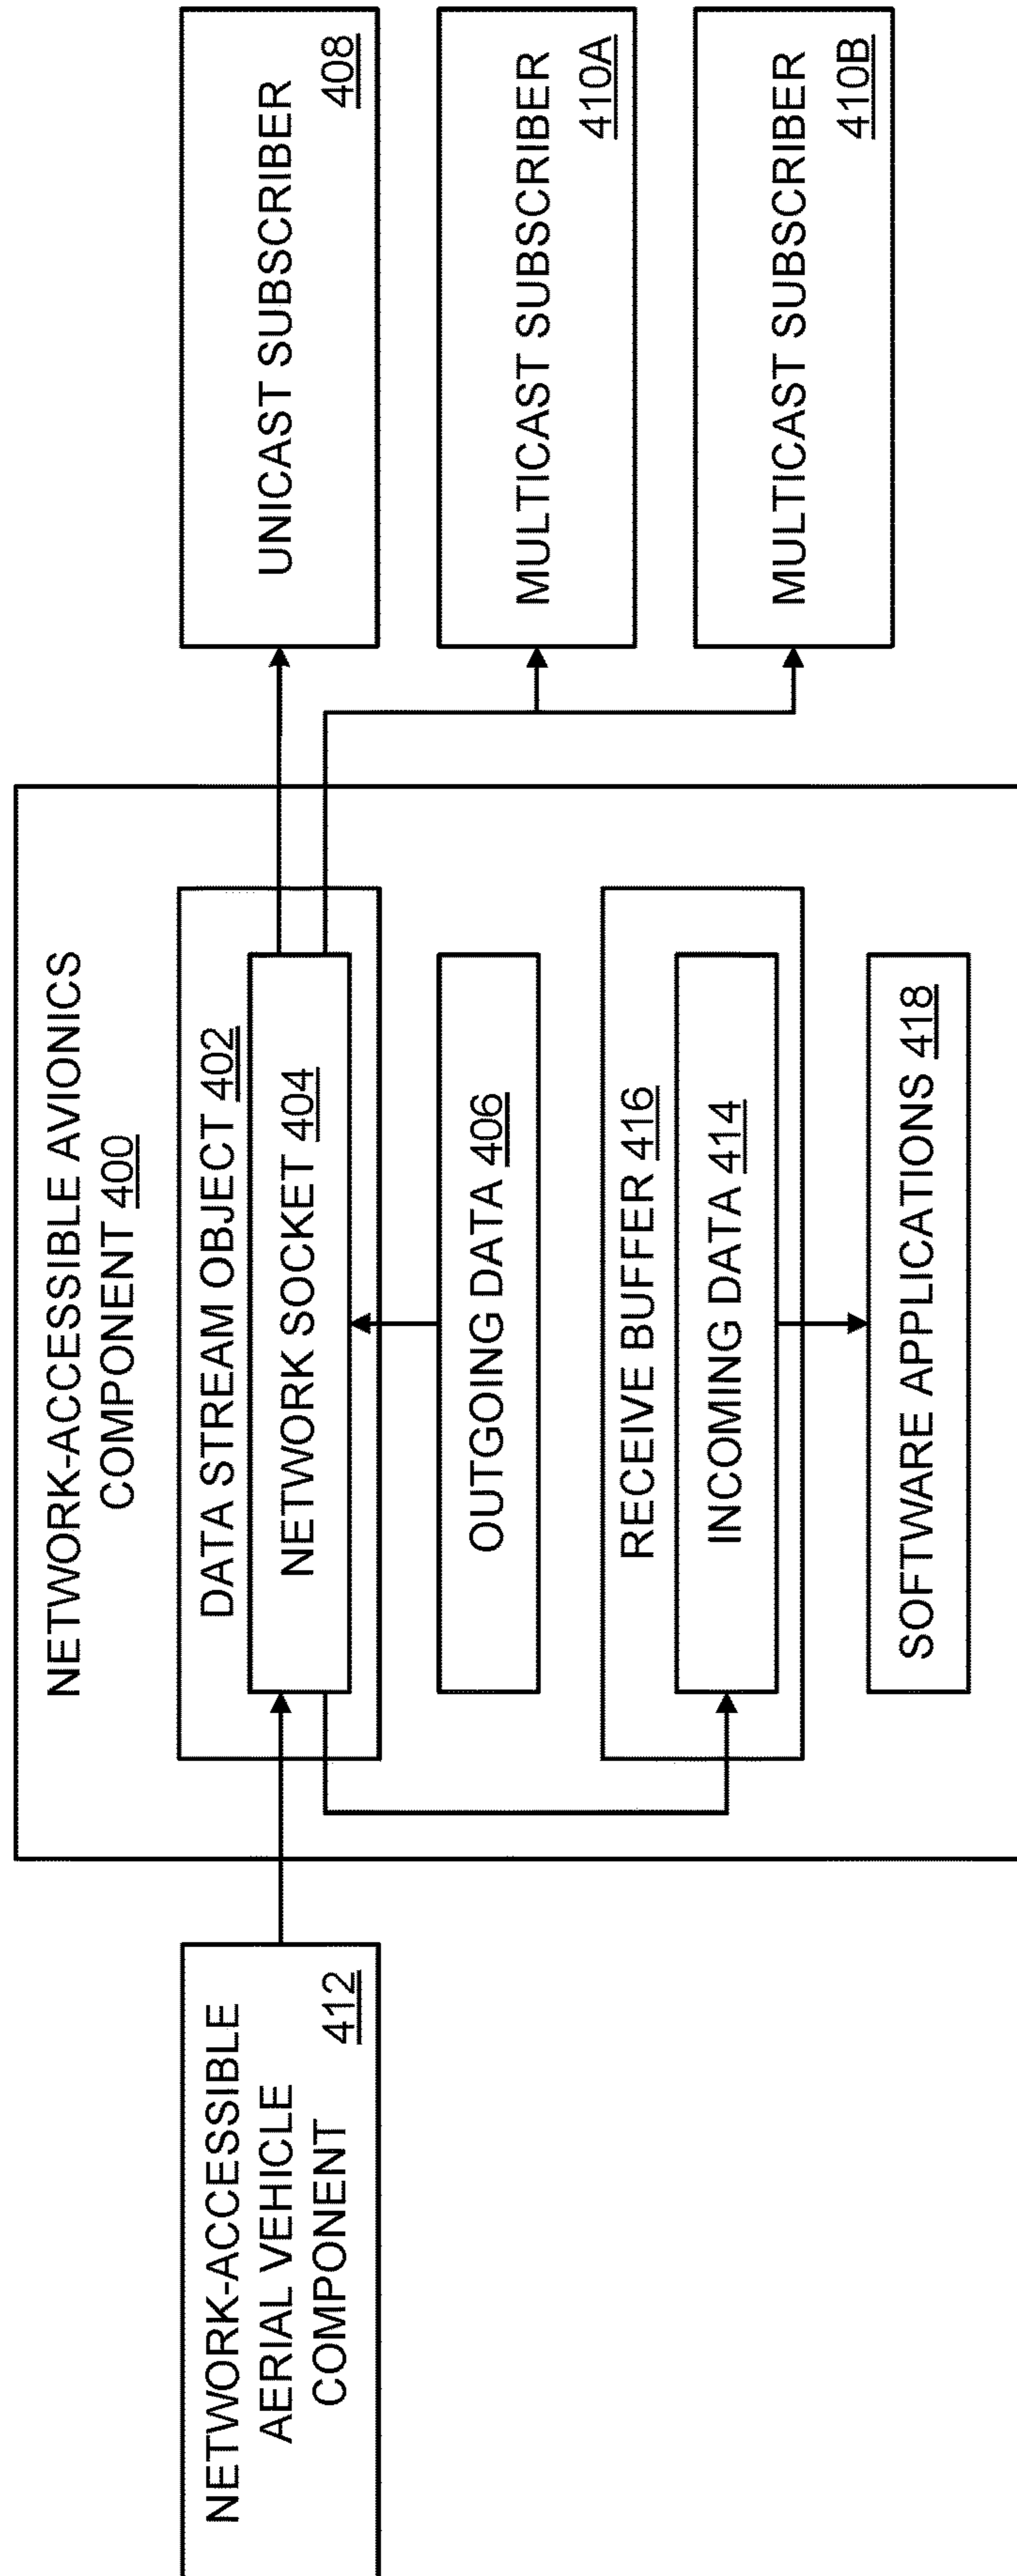 NETWORK-ACCESSIBLE
AERIAL VEHICLE
COMPONENT
412
NETWORK-ACCESSIBLE AVIONICS
COMPONENT 400
DATA STREAM OBJECT 402
NETWORK SOCKET 404
OUTGOING DATA 406
RECEIVE BUFFER 416
INCOMING DATA 414
SOFTWARE APPLICATIONS 418
UNICAST SUBSCRIBER
408
MULTICAST SUBSCRIBER
410A
MULTICAST SUBSCRIBER
410B